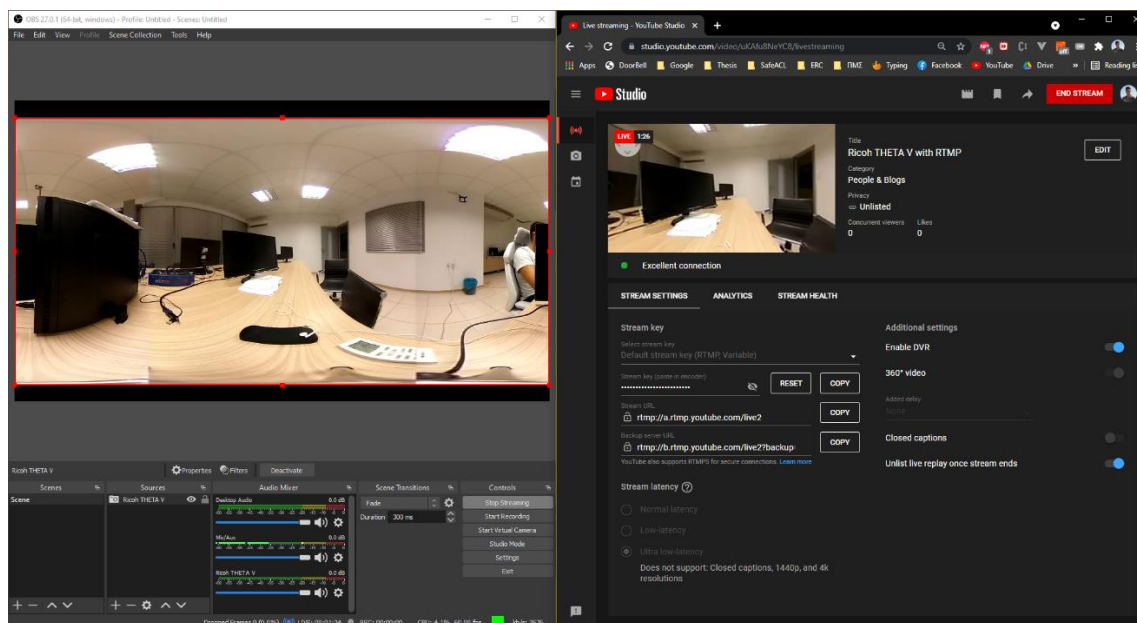 OBS 27.0.1 (64-bit, windows) - Profile: Untitled - Scenes: Untitled
File Edit View Profile Scene Collection Tools Help
Ricoh THETA V
Properties Filters Deactivate
Scenes
Scene
Sources
Ricoh THETA V
Audio Mixer
Desktop Audio 0.0 dB
Mic/Aux 0.0 dB
Ricoh THETA V 0.0 dB
Scene Transitions
Fade
Duration 300 ms
Controls
Stop Streaming
Start Recording
Start Virtual Camera
Studio Mode
Settings
Exit
Live streaming - YouTube Studio
studio.youtube.com/video/uKAfu8NeYC8/livestreaming
Apps DoorBell Google Thesis SafeACL ERC ΠΜΣ Typing Facebook YouTube Drive » Reading li
Studio
END STREAM
LIVE 1:26
Title
Ricoh THETA V with RTMP
EDIT
Category
People & Blogs
Privacy
Unlisted
Concurrent viewers Likes
0 0
Excellent connection
STREAM SETTINGS ANALYTICS STREAM HEALTH
Stream key
Select stream key
Default stream key (RTMP, Variable)
Stream key (paste in encoder)
RESET COPY
Stream URL
rtmp://a.rtmp.youtube.com/live2
COPY
Backup server URL
rtmp://b.rtmp.youtube.com/live2?backup=
COPY
YouTube also supports RTMPS for secure connections. Learn more
Stream latency
Normal latency
Low-latency
Ultra low-latency
Does not support: Closed captions, 1440p, and 4k
resolutions
Additional settings
Enable DVR
360° video
Added delay
None
Closed captions
Unlist live replay once stream ends